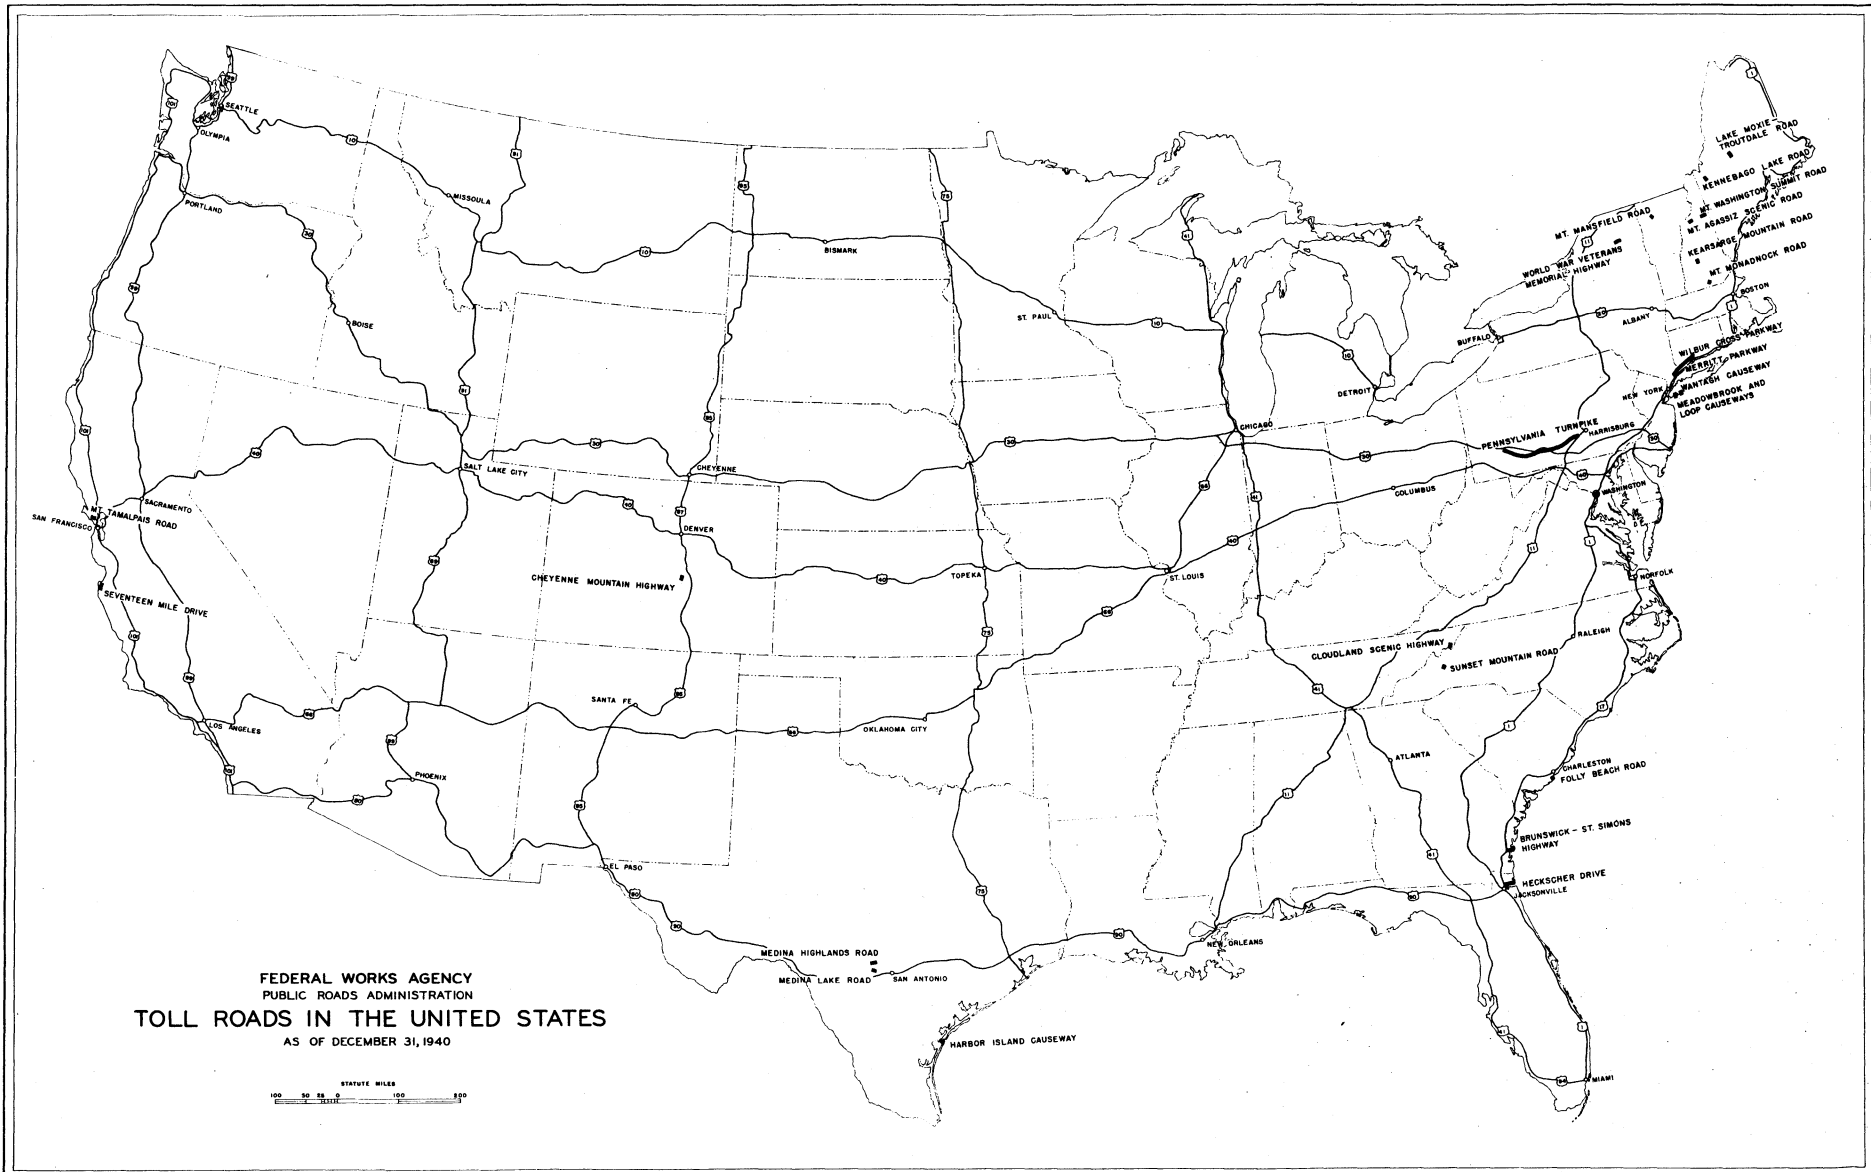 LAKE MOXIE–
TROUTDALE ROAD
KENNEBAGO LAKE ROAD
MT. WASHINGTON SUMMIT ROAD
MT. AGASSIZ SCENIC ROAD
MT. MANSFIELD ROAD
KEARSARGE MOUNTAIN ROAD
WORLD WAR VETERANS
MEMORIAL HIGHWAY
MT. MONADNOCK ROAD
SEATTLE
OLYMPIA
PORTLAND
MISSOULA
BISMARK
ST. PAUL
BOISE
BUFFALO
ALBANY
BOSTON
DETROIT
WILBUR CROSS PARKWAY
MERRITT PARKWAY
NEW YORK
WANTAGH CAUSEWAY
MEADOWBROOK AND
LOOP CAUSEWAYS
CHICAGO
PENNSYLVANIA TURNPIKE
HARRISBURG
SALT LAKE CITY
CHEYENNE
COLUMBUS
WASHINGTON
SACRAMENTO
MT. TAMALPAIS ROAD
SAN FRANCISCO
DENVER
CHEYENNE MOUNTAIN HIGHWAY
TOPEKA
ST. LOUIS
NORFOLK
SEVENTEEN MILE DRIVE
RALEIGH
CLOUDLAND SCENIC HIGHWAY
SUNSET MOUNTAIN ROAD
SANTA FE
OKLAHOMA CITY
LOS ANGELES
PHOENIX
ATLANTA
CHARLESTON
FOLLY BEACH ROAD
BRUNSWICK – ST. SIMONS
HIGHWAY
EL PASO
HECKSCHER DRIVE
JACKSONVILLE
NEW ORLEANS
MEDINA HIGHLANDS ROAD
MEDINA LAKE ROAD
SAN ANTONIO
HARBOR ISLAND CAUSEWAY
MIAMI
FEDERAL WORKS AGENCY
PUBLIC ROADS ADMINISTRATION
TOLL ROADS IN THE UNITED STATES
AS OF DECEMBER 31, 1940
STATUTE MILES
100 50 25 0 100 200